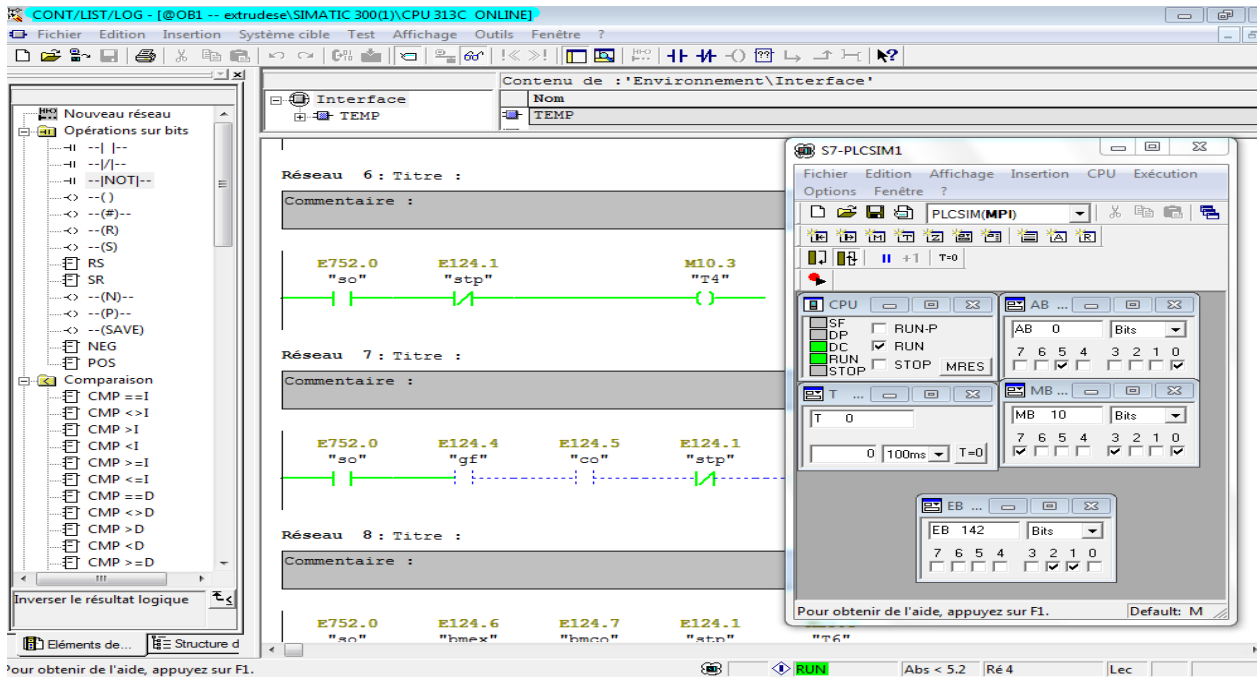 CONT/LIST/LOG - [@OB1 -- extrudese\SIMATIC 300(1)\CPU 313C ONLINE]
Fichier Edition Insertion Système cible Test Affichage Outils Fenêtre ?
Contenu de :'Environnement\Interface'
Interface
TEMP
Nom
TEMP
Nouveau réseau
Opérations sur bits
--| |--
--|/|--
--|NOT|--
--( )
--(#)--
--(R)
--(S)
RS
SR
--(N)--
--(P)--
--(SAVE)
NEG
POS
Comparaison
CMP ==I
CMP <>I
CMP >I
CMP <I
CMP >=I
CMP <=I
CMP ==D
CMP <>D
CMP >D
CMP <D
CMP >=D
Inverser le résultat logique
Eléments de...
Structure d
Réseau 6 : Titre :
Commentaire :
E752.0 E124.1 M10.3
"so" "stp" "T4"
Réseau 7 : Titre :
Commentaire :
E752.0 E124.4 E124.5 E124.1
"so" "gf" "co" "stp"
Réseau 8 : Titre :
Commentaire :
E752.0 E124.6 E124.7 E124.1
"so" "bmex" "bmco" "stp" "T6"
S7-PLCSIM1
Fichier Edition Affichage Insertion CPU Exécution
Options Fenêtre ?
PLCSIM(MPI)
+1 T=0
CPU
SF
DP
DC
RUN
STOP
RUN-P
RUN
STOP MRES
AB ...
AB 0 Bits
7 6 5 4 3 2 1 0
T ...
T 0
0 100ms T=0
MB ...
MB 10 Bits
7 6 5 4 3 2 1 0
EB ...
EB 142 Bits
7 6 5 4 3 2 1 0
Pour obtenir de l'aide, appuyez sur F1. Default: M
Pour obtenir de l'aide, appuyez sur F1.
RUN Abs < 5.2 Ré 4 Lec